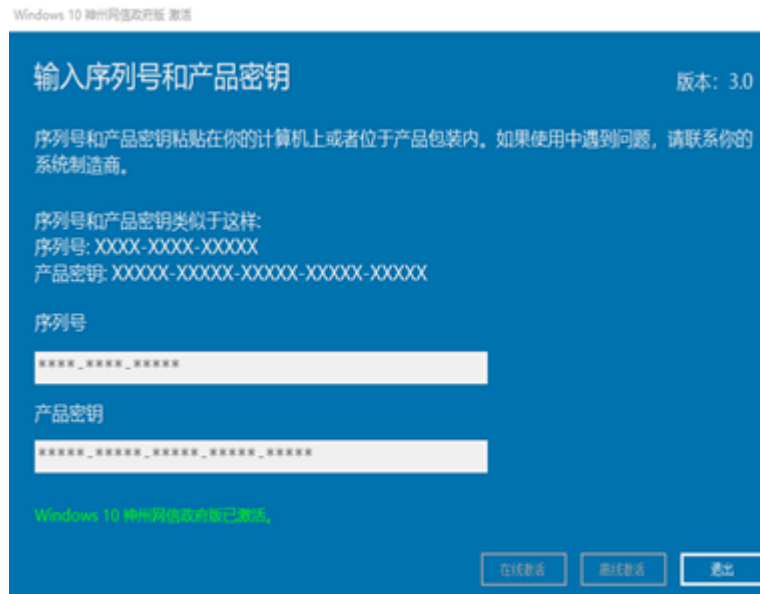 Windows 10 神州网信政府版 激活
输入序列号和产品密钥
版本：3.0
序列号和产品密钥粘贴在你的计算机上或者位于产品包装内。如果使用中遇到问题，请联系你的
系统制造商。
序列号和产品密钥类似于这样:
序列号: XXXX-XXXX-XXXXX
产品密钥: XXXXX-XXXXX-XXXXX-XXXXX-XXXXX
序列号
****-****-*****
产品密钥
*****-*****-*****-*****-*****
Windows 10 神州网信政府版已激活。
在线激活 离线激活 退出